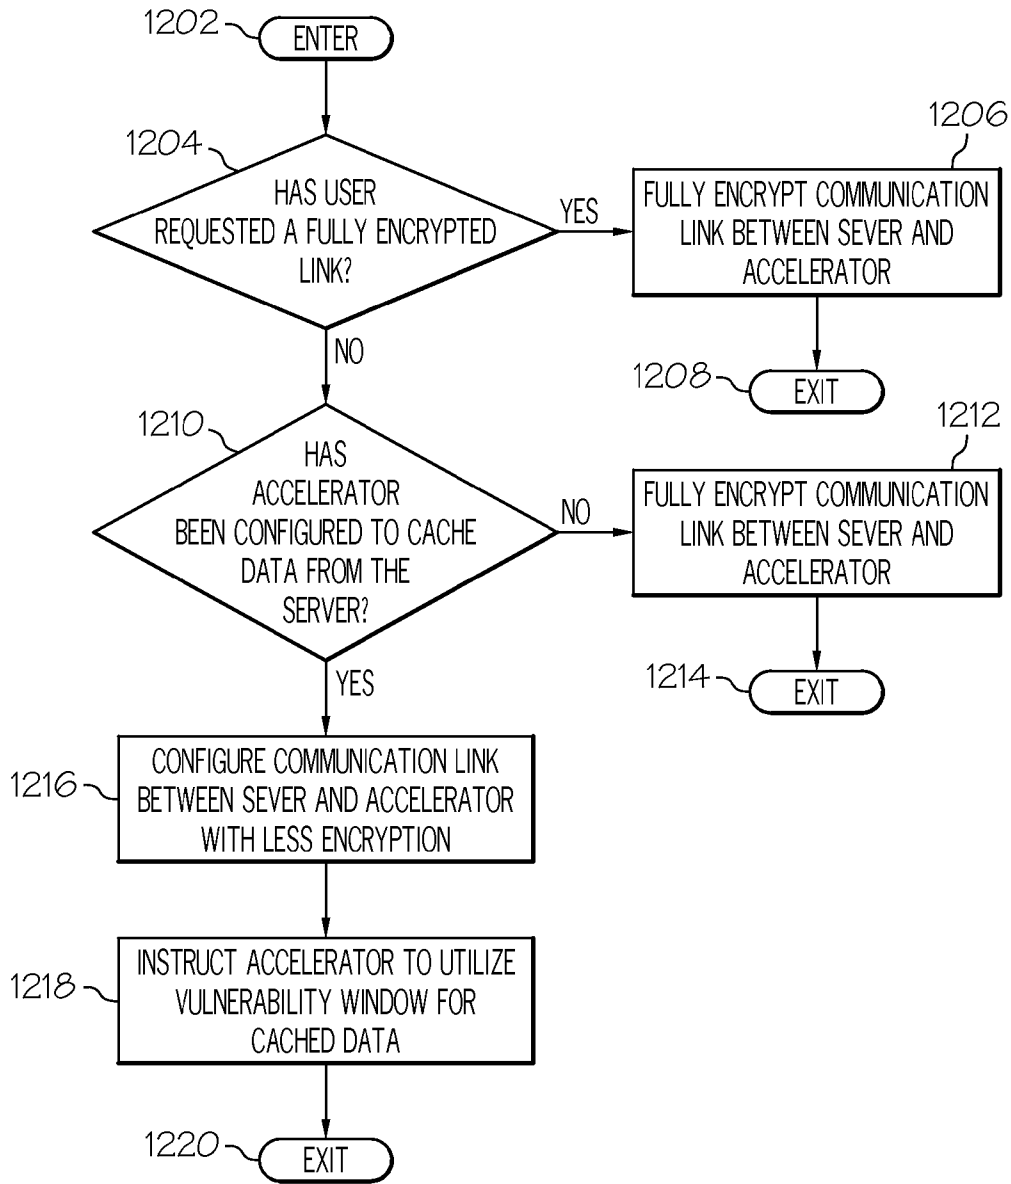 1202
ENTER
1204
HAS USER
REQUESTED A FULLY ENCRYPTED
LINK?
YES
1206
FULLY ENCRYPT COMMUNICATION
LINK BETWEEN SEVER AND
ACCELERATOR
1208
EXIT
NO
1210
HAS
ACCELERATOR
BEEN CONFIGURED TO CACHE
DATA FROM THE
SERVER?
NO
1212
FULLY ENCRYPT COMMUNICATION
LINK BETWEEN SEVER AND
ACCELERATOR
1214
EXIT
YES
1216
CONFIGURE COMMUNICATION LINK
BETWEEN SEVER AND ACCELERATOR
WITH LESS ENCRYPTION
1218
INSTRUCT ACCELERATOR TO UTILIZE
VULNERABILITY WINDOW FOR
CACHED DATA
1220
EXIT